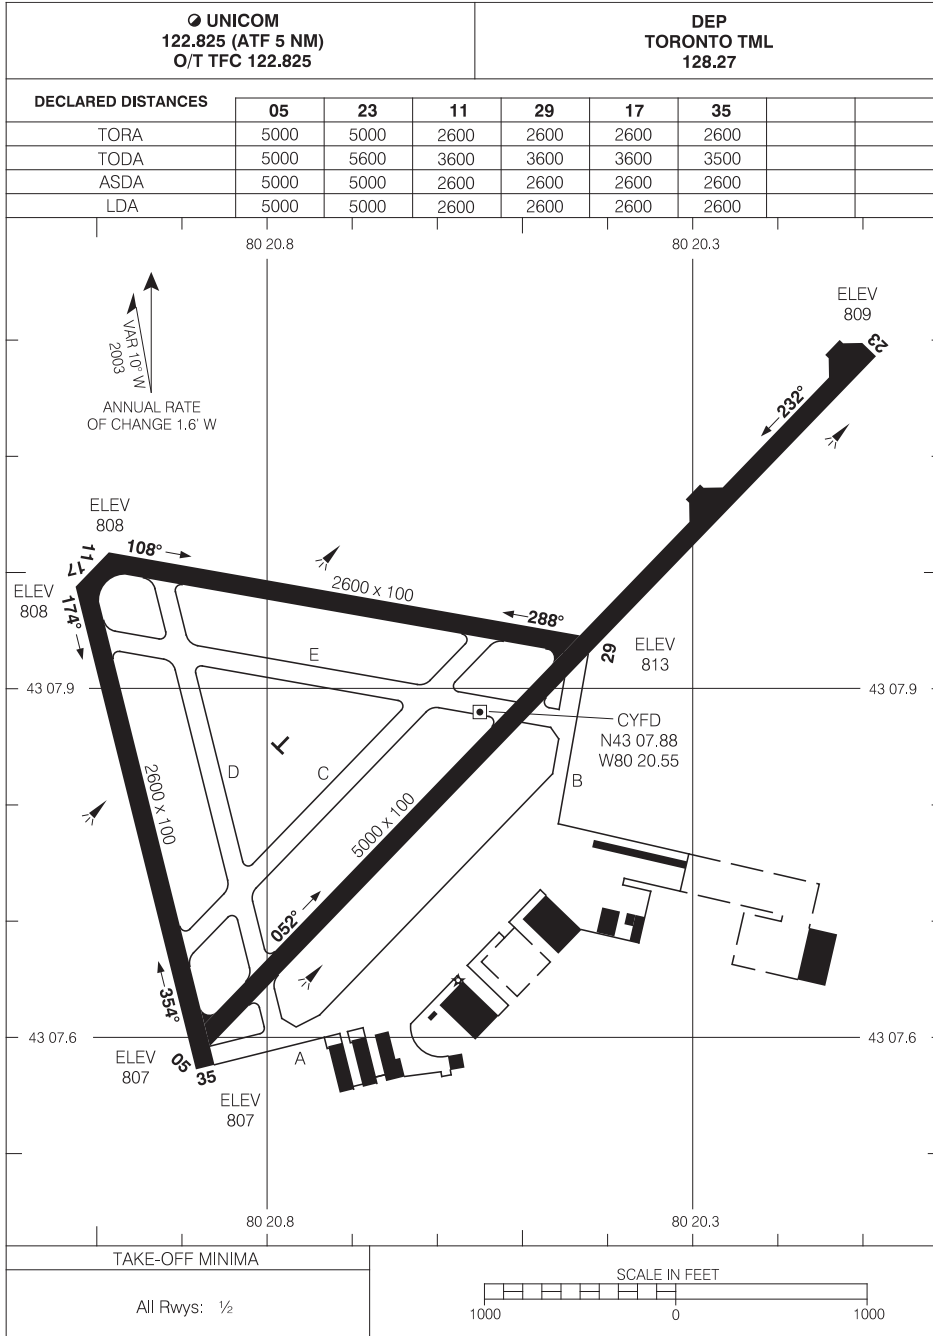 UNICOM
122.825 (ATF 5 NM)
O/T TFC 122.825
DEP
TORONTO TML
128.27
DECLARED DISTANCES
05 23 11 29 17 35
TORA 5000 5000 2600 2600 2600 2600
TODA 5000 5600 3600 3600 3600 3500
ASDA 5000 5000 2600 2600 2600 2600
LDA 5000 5000 2600 2600 2600 2600
80 20.8
80 20.3
VAR 10° W
2003
ANNUAL RATE
OF CHANGE 1.6' W
ELEV
809
23
232°
ELEV
808
11
17
108°
2600 x 100
288°
ELEV
808
174°
29
ELEV
813
E
43 07.9
43 07.9
CYFD
N43 07.88
W80 20.55
D
C
B
2600 x 100
5000 x 100
052°
354°
43 07.6
43 07.6
ELEV
807
05
35
A
ELEV
807
80 20.8
80 20.3
TAKE-OFF MINIMA
All Rwys: ½
SCALE IN FEET
1000 0 1000